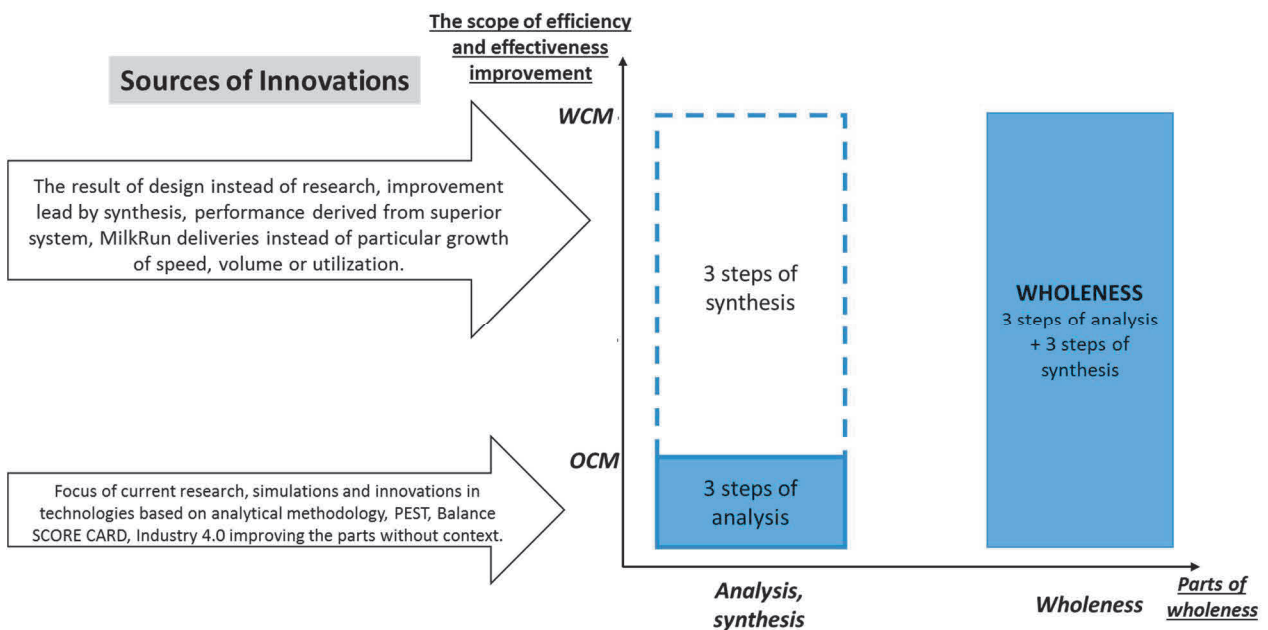 The scope of efficiency
and effectiveness
improvement
Sources of Innovations
WCM
The result of design instead of research, improvement
lead by synthesis, performance derived from superior
system, MilkRun deliveries instead of particular growth
of speed, volume or utilization.
3 steps of
synthesis
WHOLENESS
3 steps of analysis
+ 3 steps of
synthesis
OCM
Focus of current research, simulations and innovations in
technologies based on analytical methodology, PEST, Balance
SCORE CARD, Industry 4.0 improving the parts without context.
3 steps of
analysis
Analysis,
synthesis
Wholeness
Parts of
wholeness